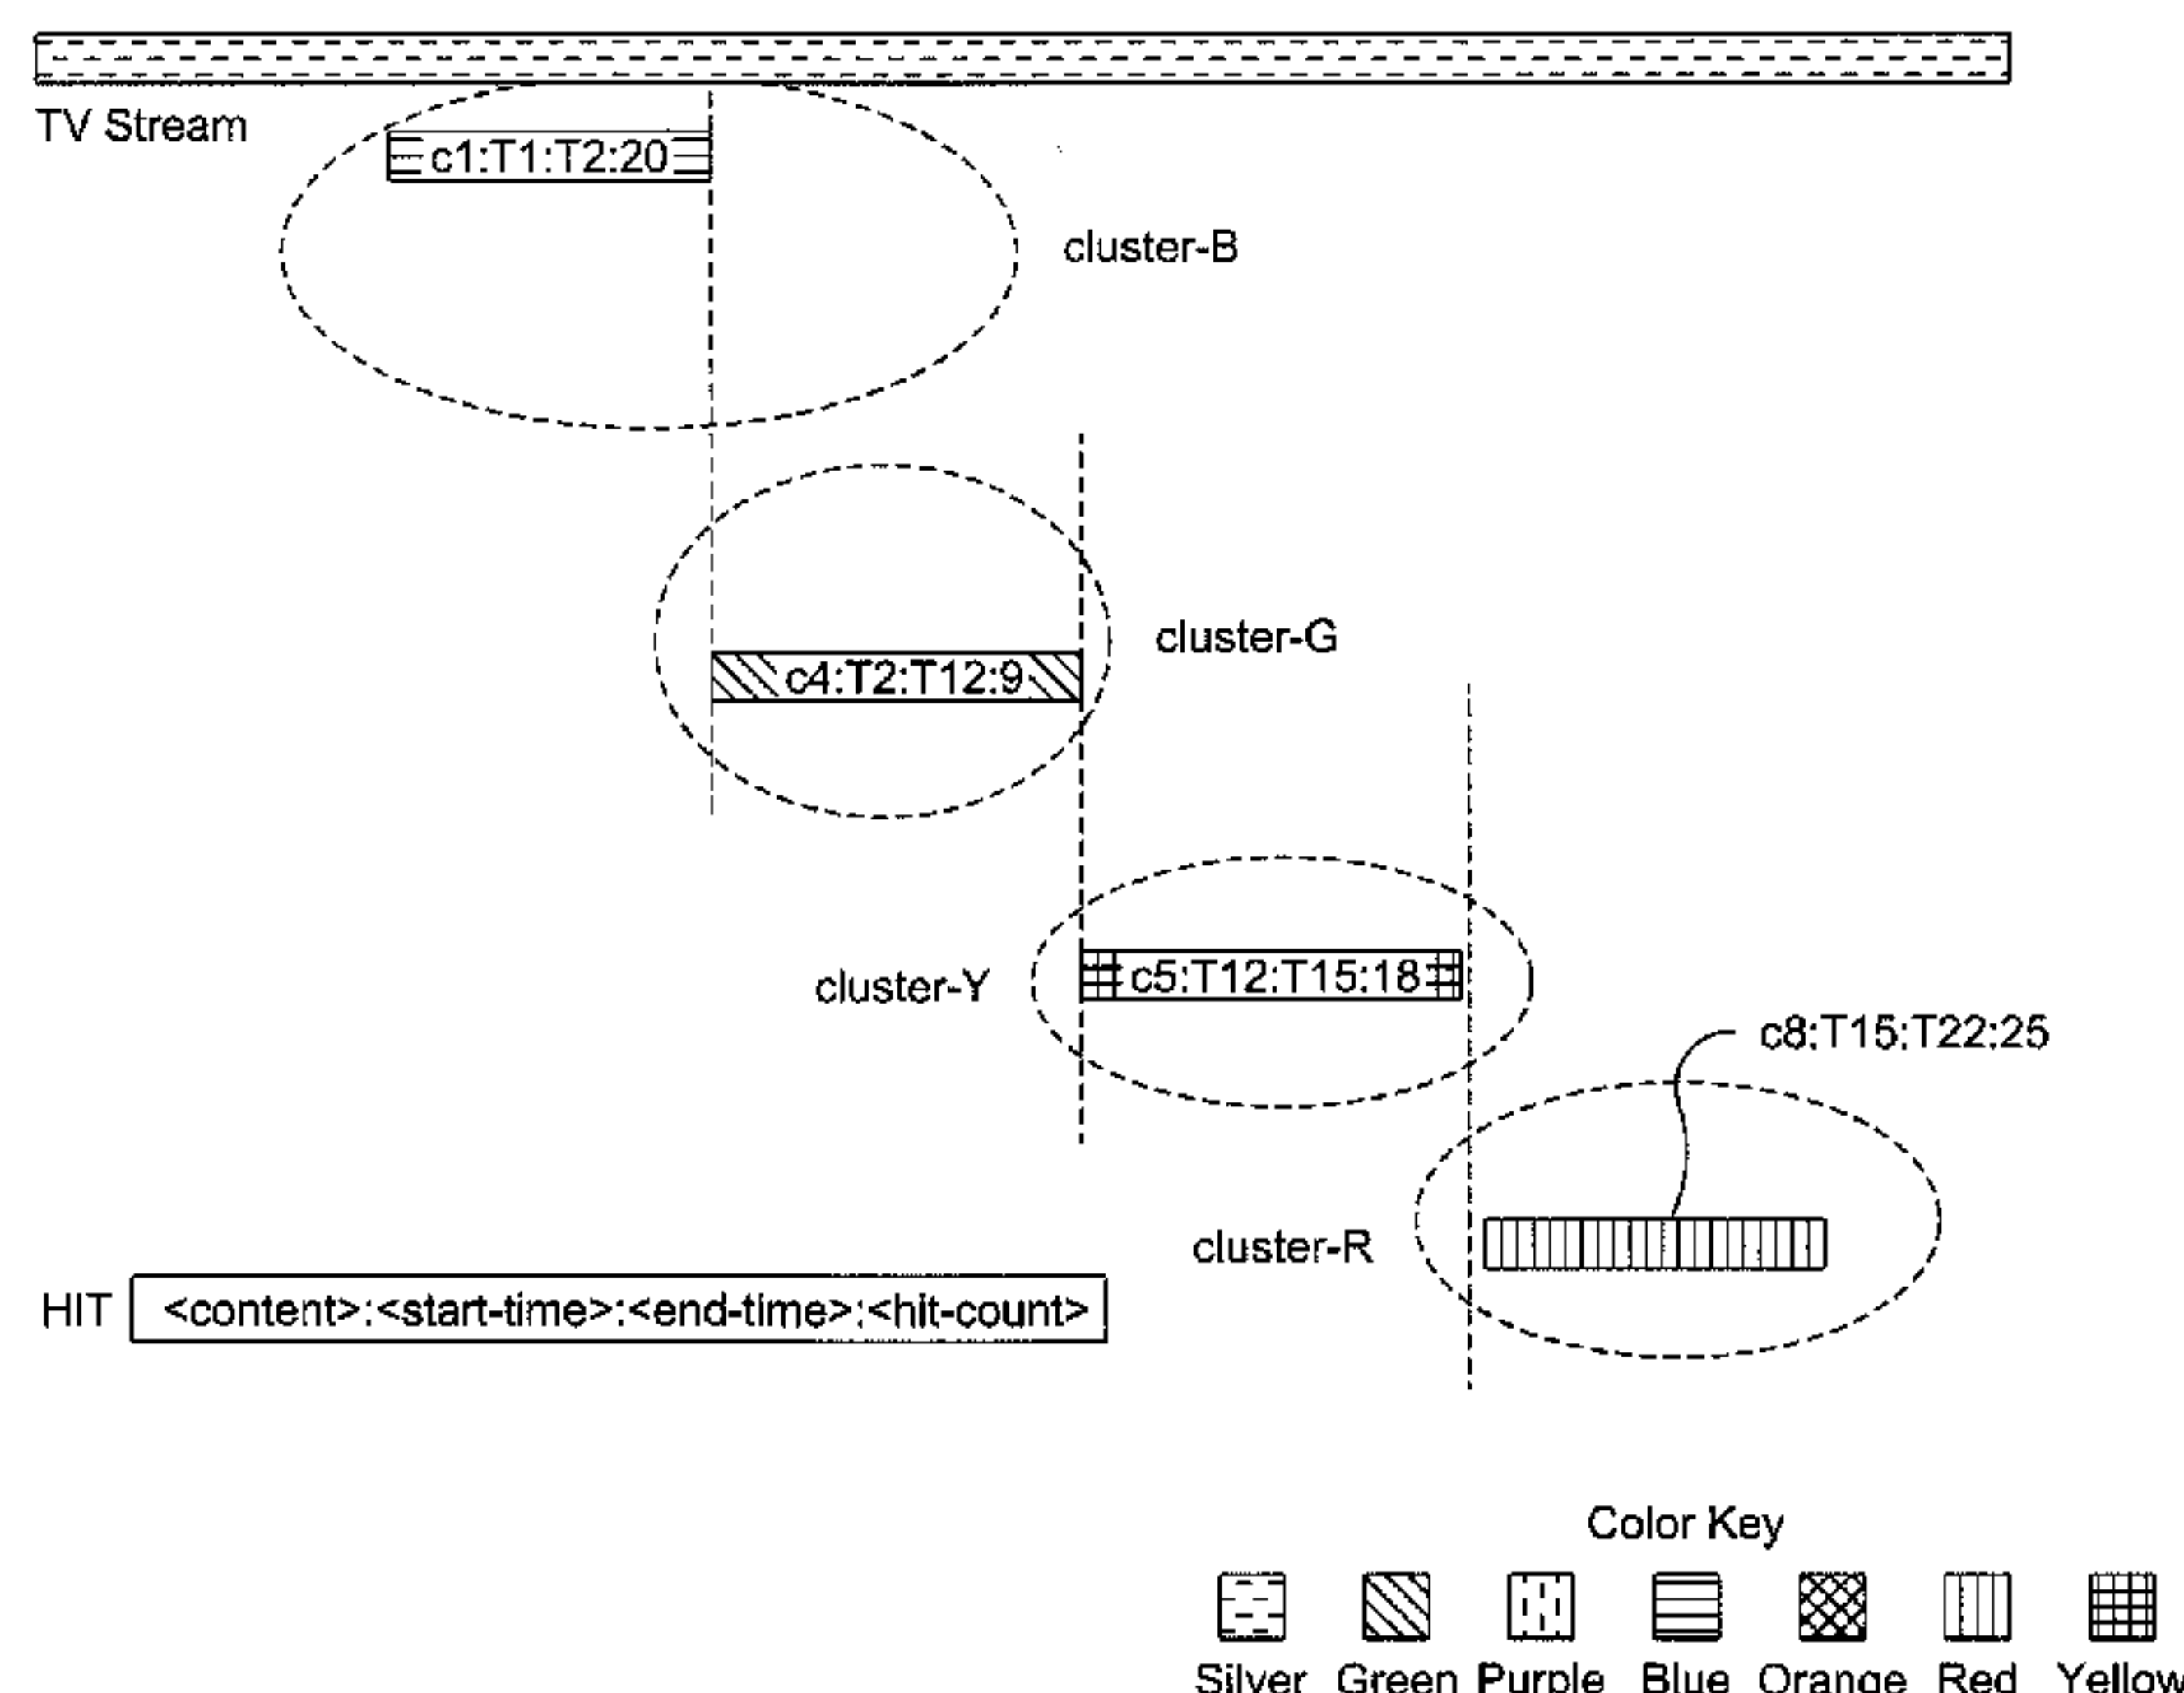 TV Stream
c1:T1:T2:20
cluster-B
cluster-G
c4:T2:T12:9
cluster-Y
c5:T12:T15:18
c8:T15:T22:25
cluster-R
HIT
<content>:<start-time>:<end-time>:<hit-count>
Color Key
Silver Green Purple Blue Orange Red Yellow